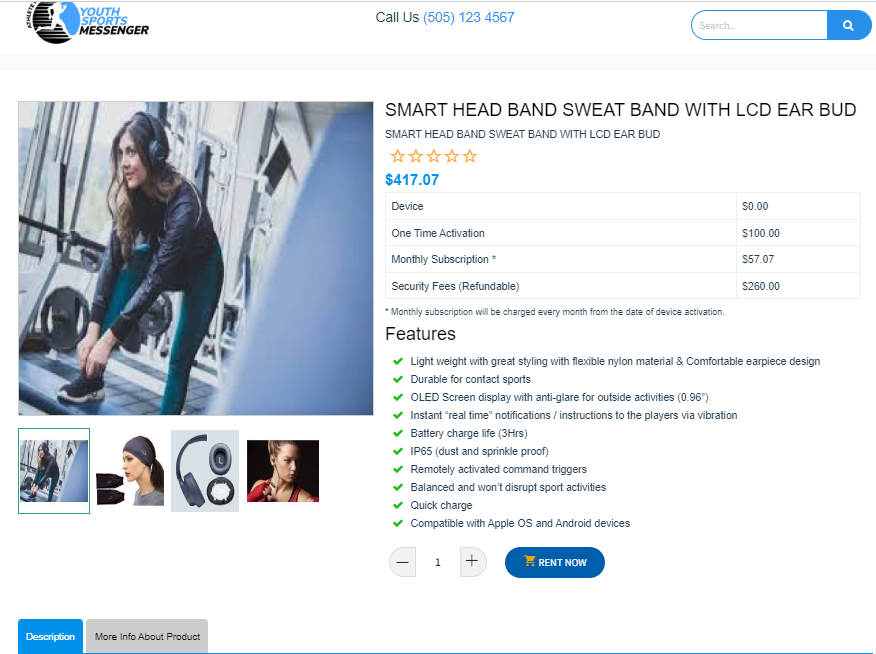 ATHLETE
YOUTH
SPORTS
MESSENGER
Call Us (505) 123 4567
Search..
SMART HEAD BAND SWEAT BAND WITH LCD EAR BUD
SMART HEAD BAND SWEAT BAND WITH LCD EAR BUD
$417.07
Device $0.00
One Time Activation $100.00
Monthly Subscription * $57.07
Security Fees (Refundable) $260.00
* Monthly subscription will be charged every month from the date of device activation.
Features
Light weight with great styling with flexible nylon material & Comfortable earpiece design
Durable for contact sports
OLED Screen display with anti-glare for outside activities (0.96”)
Instant “real time” notifications / instructions to the players via vibration
Battery charge life (3Hrs)
IP65 (dust and sprinkle proof)
Remotely activated command triggers
Balanced and won’t disrupt sport activities
Quick charge
Compatible with Apple OS and Android devices
— 1 +
RENT NOW
Description
More Info About Product